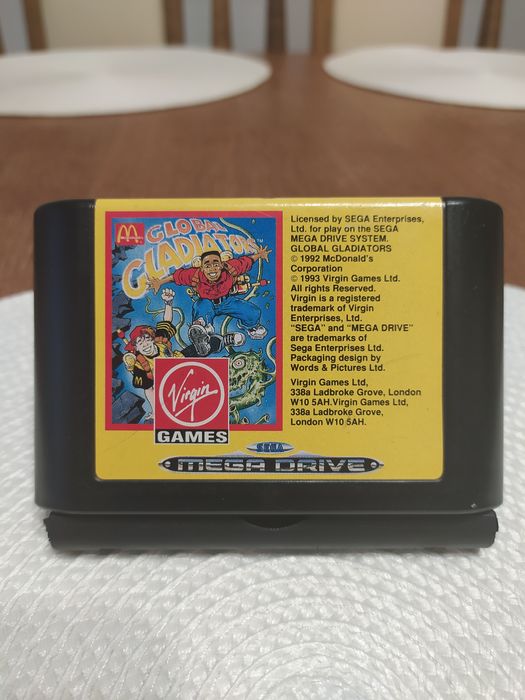 M
GLOBAL
GLADIATORS™
Virgin
GAMES
Licensed by SEGA Enterprises,
Ltd. for play on the SEGA
MEGA DRIVE SYSTEM.
GLOBAL GLADIATORS
© 1992 McDonald's
Corporation
© 1993 Virgin Games Ltd.
All rights Reserved.
Virgin is a registered
trademark of Virgin
Enterprises, Ltd.
"SEGA" and "MEGA DRIVE"
are trademarks of
Sega Enterprises Ltd.
Packaging design by
Words & Pictures Ltd.
Virgin Games Ltd,
338a Ladbroke Grove, London
W10 5AH.Virgin Games Ltd,
338a Ladbroke Grove,
London W10 5AH.
SEGA
MEGA DRIVE